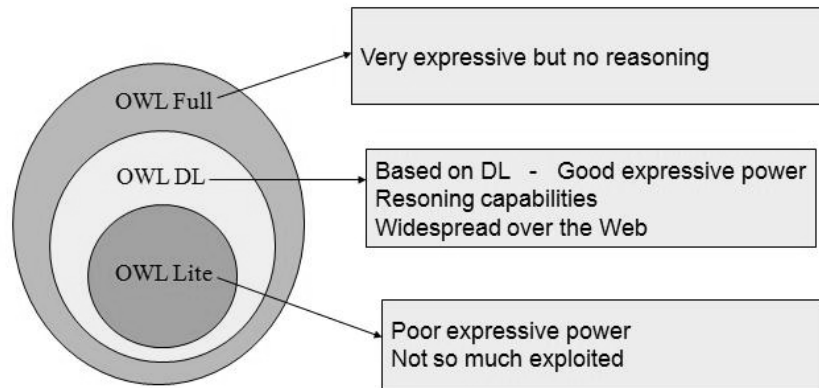 OWL Full
Very expressive but no reasoning
OWL DL
Based on DL - Good expressive power
Resoning capabilities
Widespread over the Web
OWL Lite
Poor expressive power
Not so much exploited